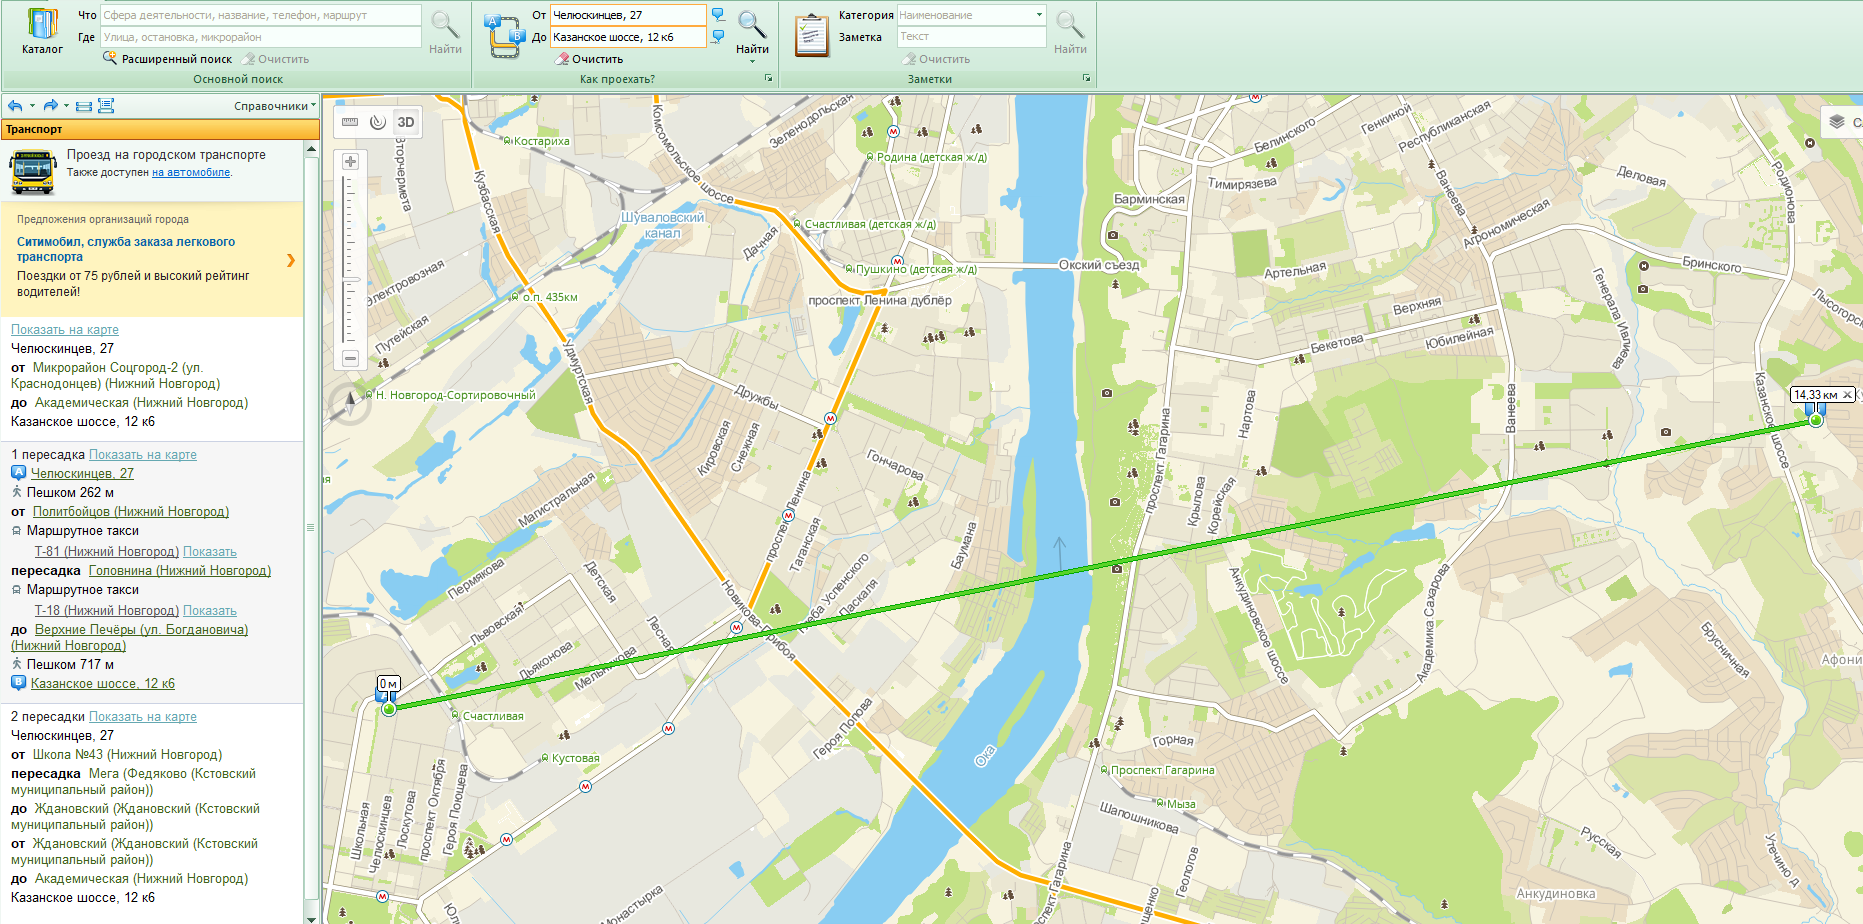 Каталог
Что Сфера деятельности, название, телефон, маршрут
Где Улица, остановка, микрорайон
Расширенный поиск Очистить
Найти
Основной поиск
От Челюскинцев, 27
До Казанское шоссе, 12 к6
Очистить
Найти
Как проехать?
Категория Наименование
Заметка Текст
Очистить
Найти
Заметки
Справочники
Транспорт
Проезд на городском транспорте
Также доступен на автомобиле.
Предложения организаций города
Ситимобил, служба заказа легкового
транспорта
Поездки от 75 рублей и высокий рейтинг
водителей!
Показать на карте
Челюскинцев, 27
от Микрорайон Соцгород-2 (ул.
Краснодонцев) (Нижний Новгород)
до Академическая (Нижний Новгород)
Казанское шоссе, 12 к6
1 пересадка Показать на карте
A Челюскинцев, 27
Пешком 262 м
от Политбойцов (Нижний Новгород)
Маршрутное такси
Т-81 (Нижний Новгород) Показать
пересадка Головнина (Нижний Новгород)
Маршрутное такси
Т-18 (Нижний Новгород) Показать
до Верхние Печёры (ул. Богдановича)
(Нижний Новгород)
Пешком 717 м
B Казанское шоссе, 12 к6
2 пересадки Показать на карте
Челюскинцев, 27
от Школа №43 (Нижний Новгород)
пересадка Мега (Федяково (Кстовский
муниципальный район))
до Ждановский (Ждановский (Кстовский
муниципальный район))
от Ждановский (Ждановский (Кстовский
муниципальный район))
до Академическая (Нижний Новгород)
Казанское шоссе, 12 к6
3D
Вторчермета
Костариха
Комсомольское шоссе
Зеленодольская
Родина (детская ж/д)
Кузбасская
Шуваловский
канал
Счастливая (детская ж/д)
Дачная
Пушкино (детская ж/д)
Электровозная
о.п. 435км
Путейская
проспект Ленина дублёр
Окский съезд
Удмуртская
Н. Новгород-Сортировочный
Дружбы
Кировская
Снежная
Гончарова
Магистральная
проспект Ленина
Таганская
Баумана
Пермякова
Детская
Львовская
Лесная
Новикова-Прибоя
Глеба Успенского
Паскаля
Дьяконова
Мельникова
0 м
Счастливая
Кустовая
Героя Попова
Ока
Школьная
Челюскинцев
Лоскутова
проспект Октября
Героя Поющева
Монастырка
Белинского
Генкиной
Республиканская
Тимирязева
Барминская
Ванеева
Деловая
Родионова
Агрономическая
Артельная
Бринского
Верхняя
Генерала Ивлиева
Бекетова
Юбилейная
Казанское шоссе
14,33 км
проспект Гагарина
Нартова
Ванеева
Крылова
Корейская
Анкудиновское шоссе
Академика Сахарова
Брусничная
Афони
Горная
Проспект Гагарина
Мыза
Шапошникова
Русская
Геологов
Анкудиновка